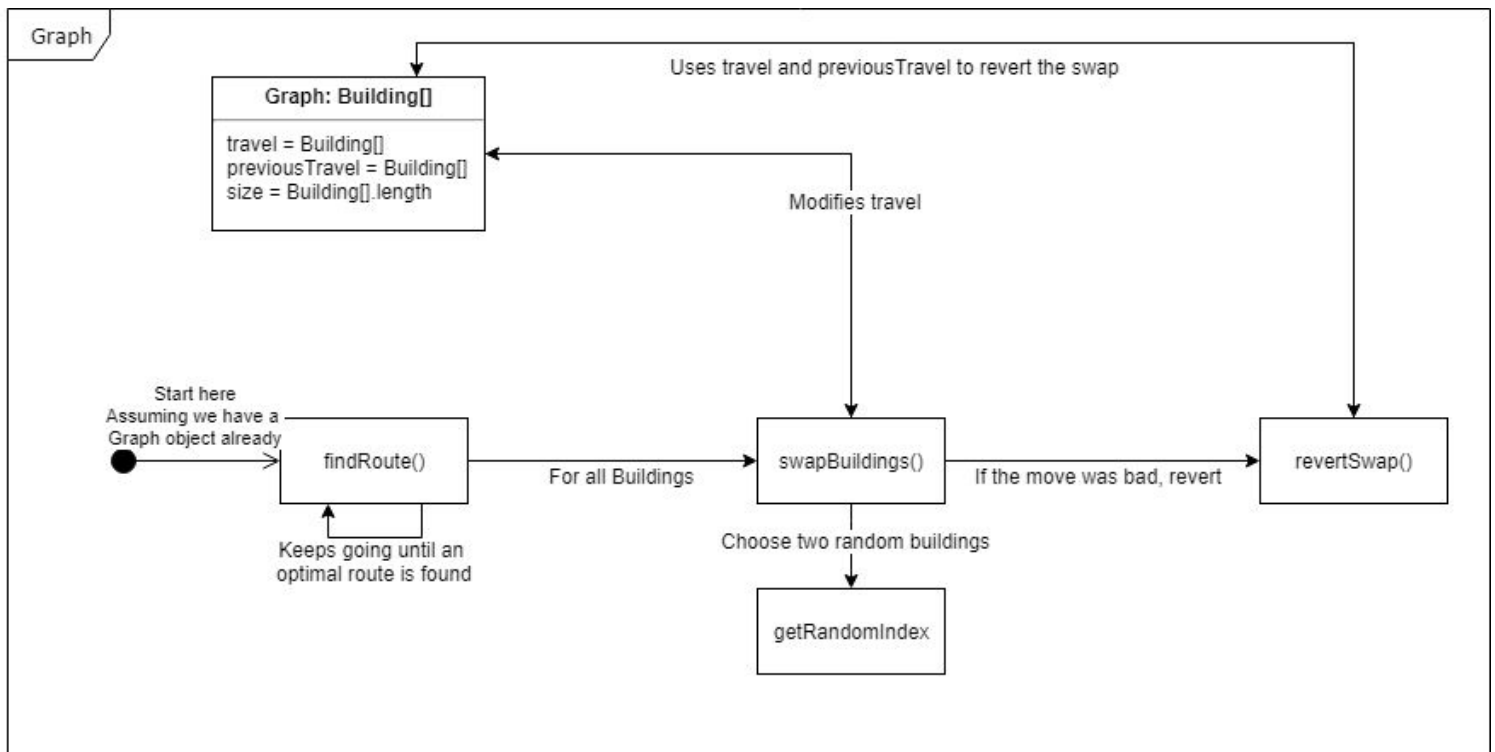 Graph
Uses travel and previousTravel to revert the swap
Graph: Building[]
travel = Building[]
previousTravel = Building[]
size = Building[].length
Modifies travel
Start here
Assuming we have a
Graph object already
findRoute()
For all Buildings
swapBuildings()
If the move was bad, revert
revertSwap()
Keeps going until an
optimal route is found
Choose two random buildings
getRandomIndex